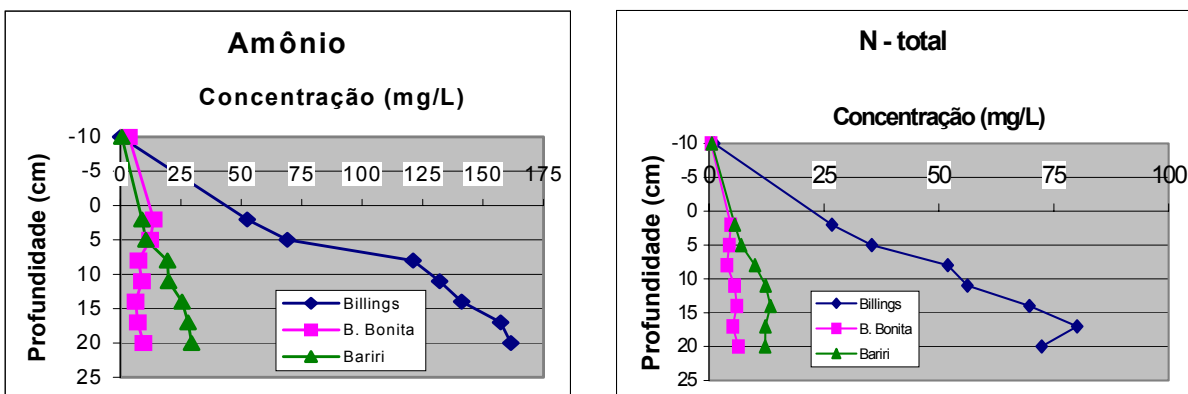 Amônio
Concentração (mg/L)
-10
-5
0
5
10
15
20
25
0 25 50 75 100 125 150 175
Profundidade (cm)
Billings
B. Bonita
Bariri
N - total
Concentração (mg/L)
-10
-5
0
5
10
15
20
25
0 25 50 75 100
Profundidade (cm)
Billings
B. Bonita
Bariri